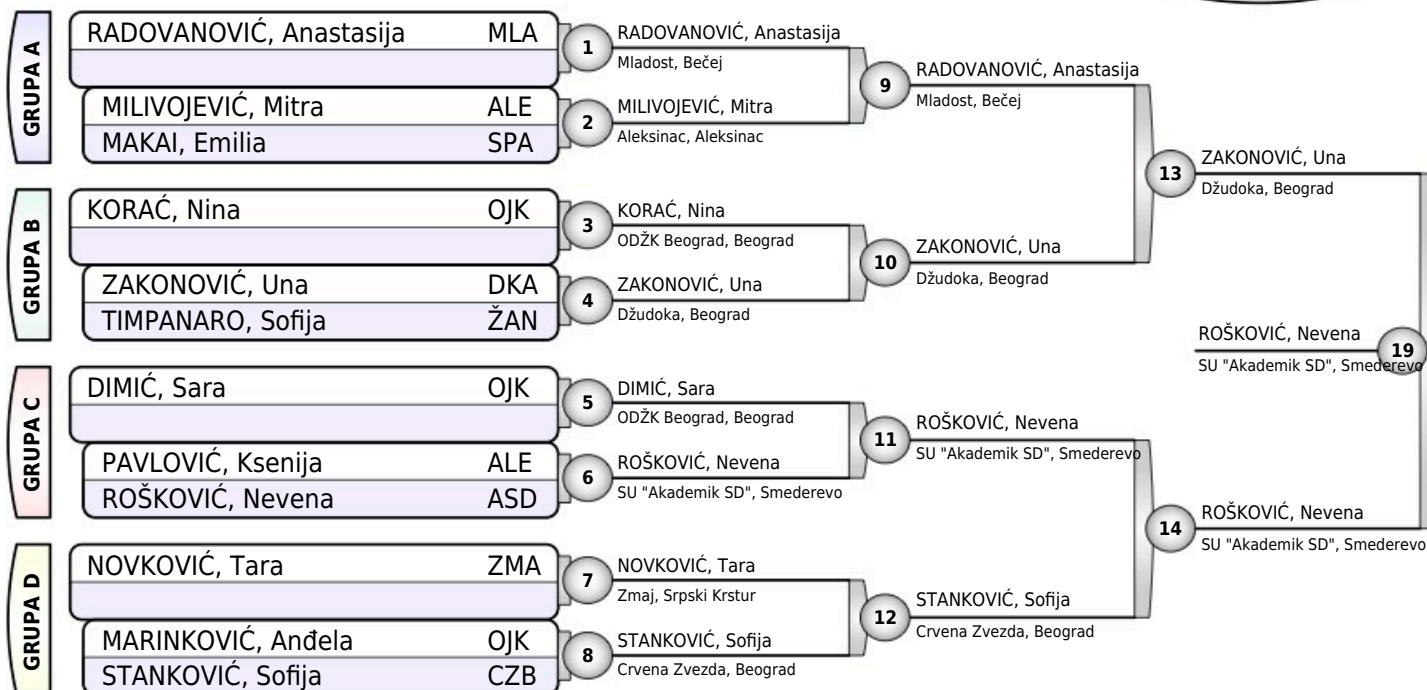 GRUPA A
RADOVANOVIĆ, Anastasija MLA
MILIVOJEVIĆ, Mitra ALE
MAKAI, Emilia SPA
GRUPA B
KORAĆ, Nina OJK
ZAKONOVIĆ, Una DKA
TIMPANARO, Sofija ŽAN
GRUPA C
DIMIĆ, Sara OJK
PAVLOVIĆ, Ksenija ALE
ROŠKOVIĆ, Nevena ASD
GRUPA D
NOVKOVIĆ, Tara ZMA
MARINKOVIĆ, Anđela OJK
STANKOVIĆ, Sofija CZB
1
RADOVANOVIĆ, Anastasija
Mladost, Bečej
2
MILIVOJEVIĆ, Mitra
Aleksinac, Aleksinac
3
KORAĆ, Nina
ODŽK Beograd, Beograd
4
ZAKONOVIĆ, Una
Džudoka, Beograd
5
DIMIĆ, Sara
ODŽK Beograd, Beograd
6
ROŠKOVIĆ, Nevena
SU "Akademik SD", Smederevo
7
NOVKOVIĆ, Tara
Zmaj, Srpski Krstur
8
STANKOVIĆ, Sofija
Crvena Zvezda, Beograd
9
RADOVANOVIĆ, Anastasija
Mladost, Bečej
10
ZAKONOVIĆ, Una
Džudoka, Beograd
11
ROŠKOVIĆ, Nevena
SU "Akademik SD", Smederevo
12
STANKOVIĆ, Sofija
Crvena Zvezda, Beograd
13
ZAKONOVIĆ, Una
Džudoka, Beograd
14
ROŠKOVIĆ, Nevena
SU "Akademik SD", Smederevo
ROŠKOVIĆ, Nevena
19
SU "Akademik SD", Smederevo